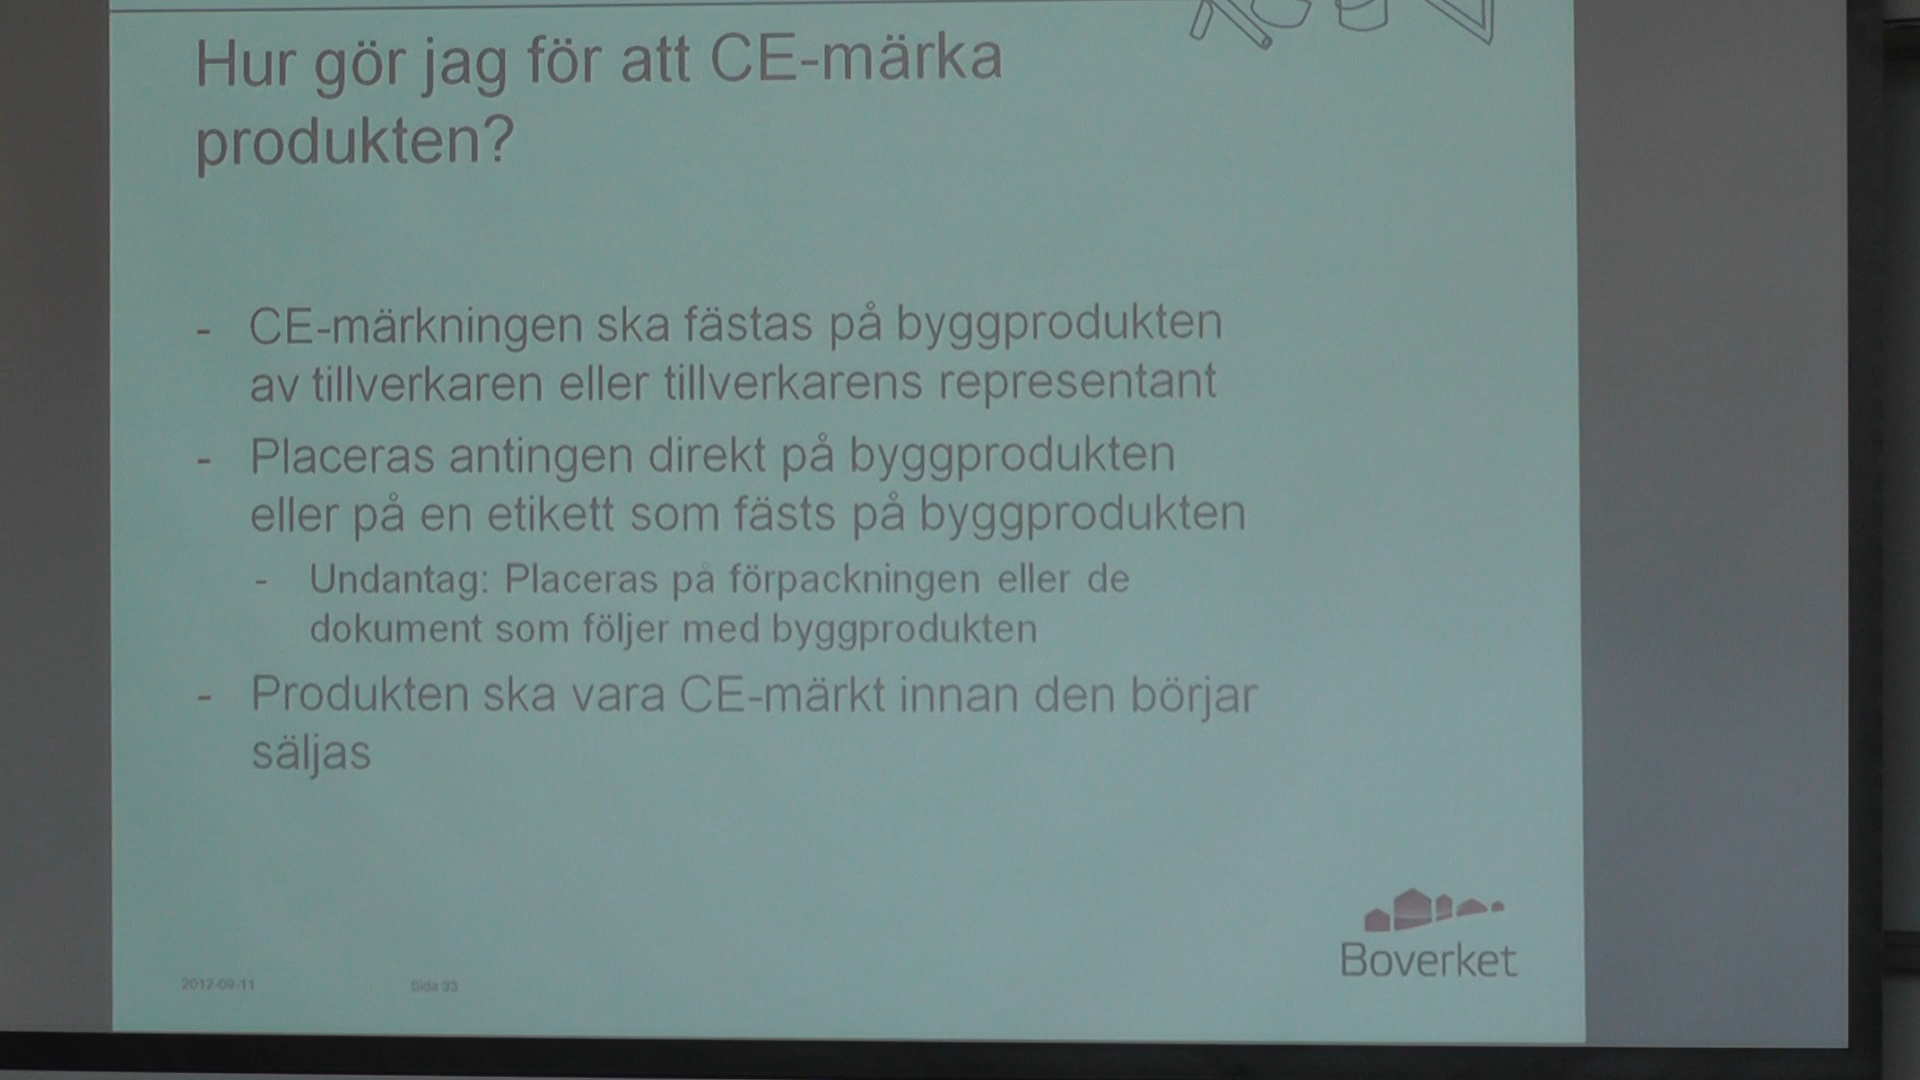 Hur gör jag för att CE-märka
produkten?
- CE-märkningen ska fästas på byggprodukten
av tillverkaren eller tillverkarens representant
- Placeras antingen direkt på byggprodukten
eller på en etikett som fästs på byggprodukten
- Undantag: Placeras på förpackningen eller de
dokument som följer med byggprodukten
- Produkten ska vara CE-märkt innan den börjar
säljas
Boverket
2012-09-11
Sida 33